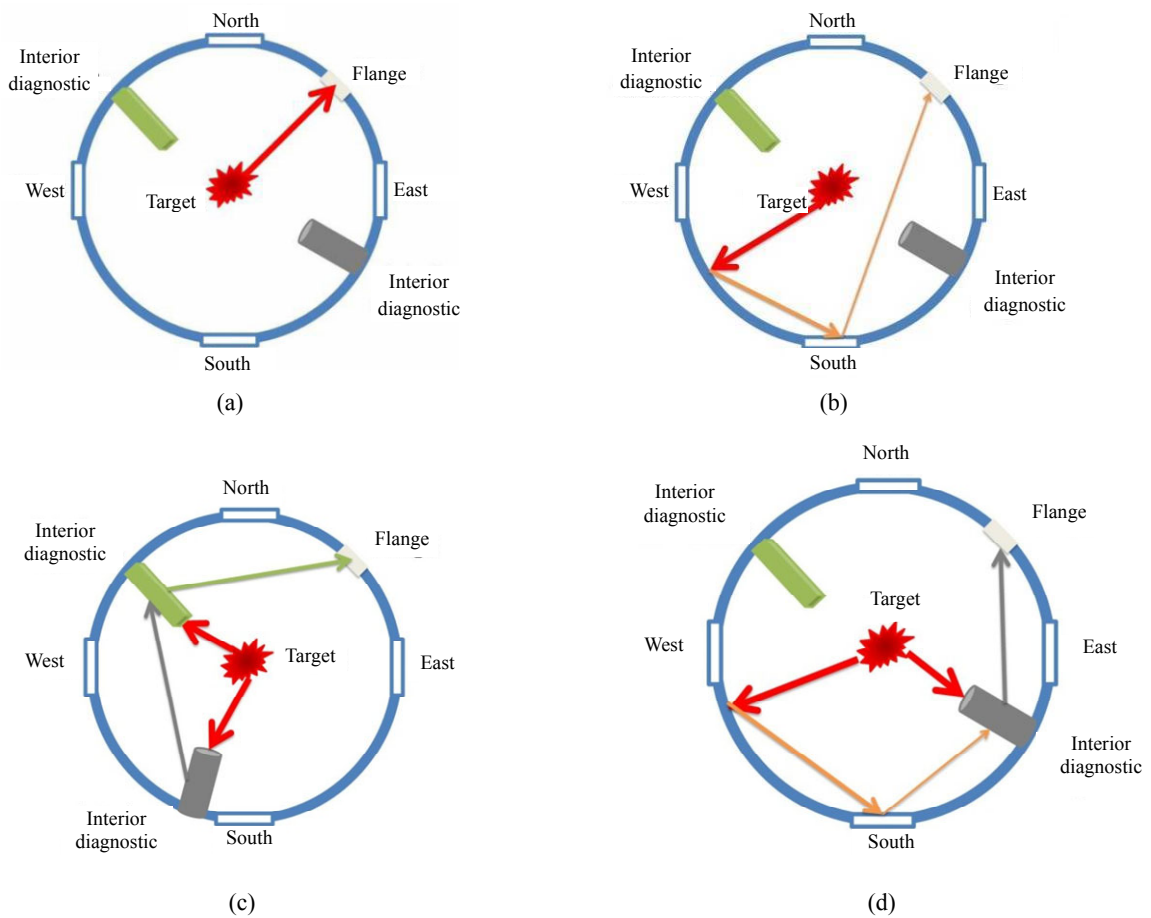 North
Interior
diagnostic
Flange
West
Target
East
Interior
diagnostic
South
(a)
North
Interior
diagnostic
Flange
West
Target
East
Interior
diagnostic
South
(b)
North
Interior
diagnostic
Flange
West
Target
East
Interior
diagnostic
South
(c)
North
Interior
diagnostic
Flange
Target
West
East
Interior
diagnostic
South
(d)